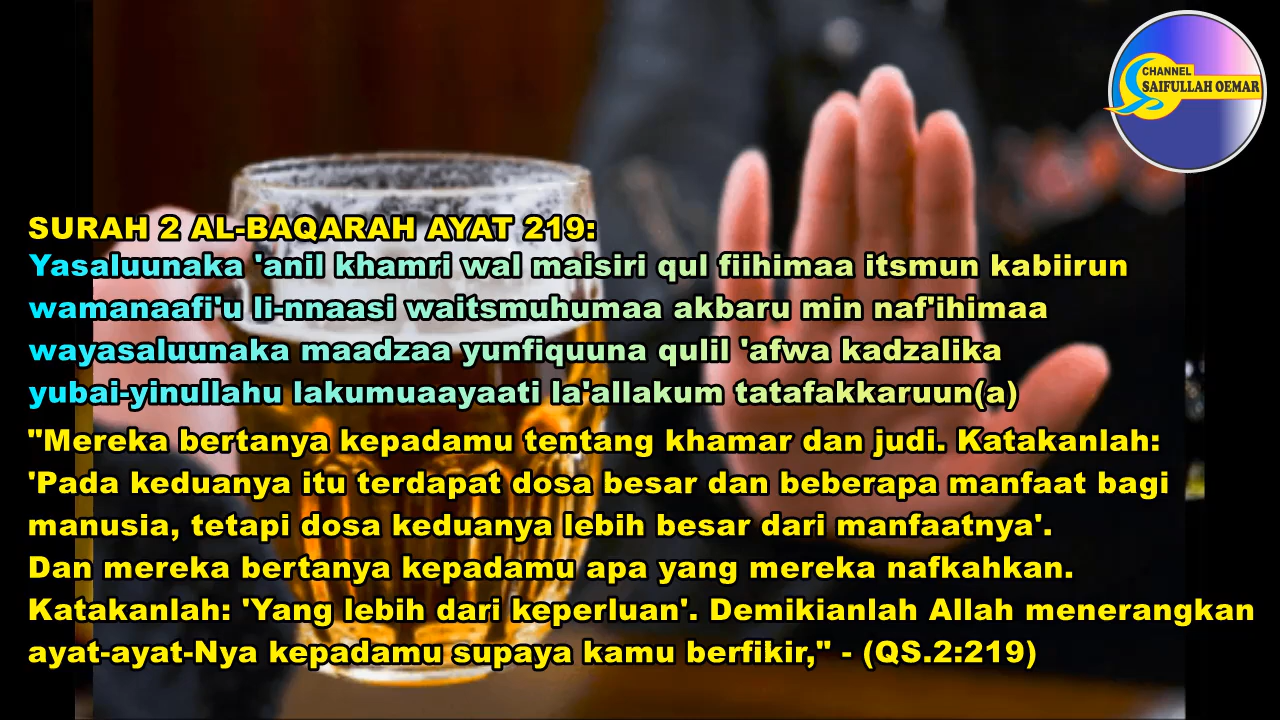 CHANNEL
SAIFULLAH OEMAR
SURAH 2 AL-BAQARAH AYAT 219:
Yasaluunaka 'anil khamri wal maisiri qul fiihimaa itsmun kabiirun
wamanaafi'u li-nnaasi waitsmuhumaa akbaru min naf'ihimaa
wayasaluunaka maadzaa yunfiquuna qulil 'afwa kadzalika
yubai-yinullahu lakumuaayaati la'allakum tatafakkaruun(a)
"Mereka bertanya kepadamu tentang khamar dan judi. Katakanlah:
'Pada keduanya itu terdapat dosa besar dan beberapa manfaat bagi
manusia, tetapi dosa keduanya lebih besar dari manfaatnya'.
Dan mereka bertanya kepadamu apa yang mereka nafkahkan.
Katakanlah: 'Yang lebih dari keperluan'. Demikianlah Allah menerangkan
ayat-ayat-Nya kepadamu supaya kamu berfikir," - (QS.2:219)